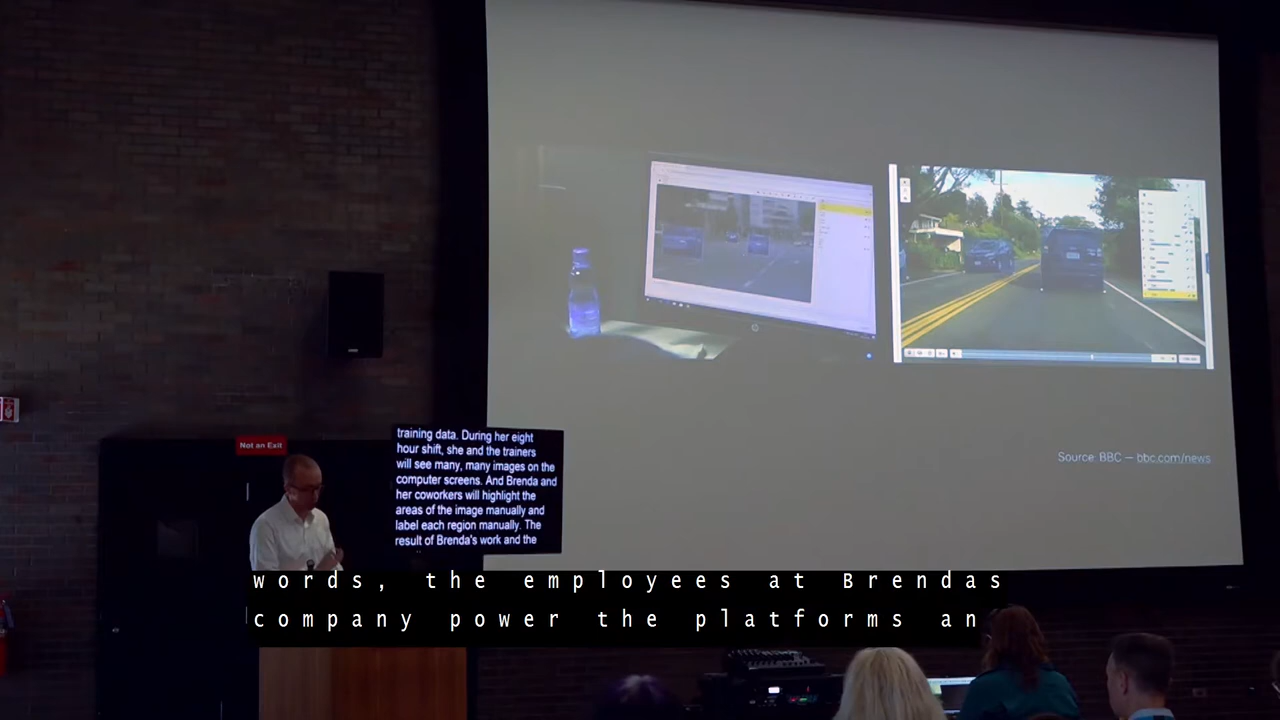 Source: BBC – bbc.com/news
Not an Exit
training data. During her eight
hour shift, she and the trainers
will see many, many images on the
computer screens. And Brenda and
her coworkers will highlight the
areas of the image manually and
label each region manually. The
result of Brenda's work and the
words, the employees at Brendas
company power the platforms an